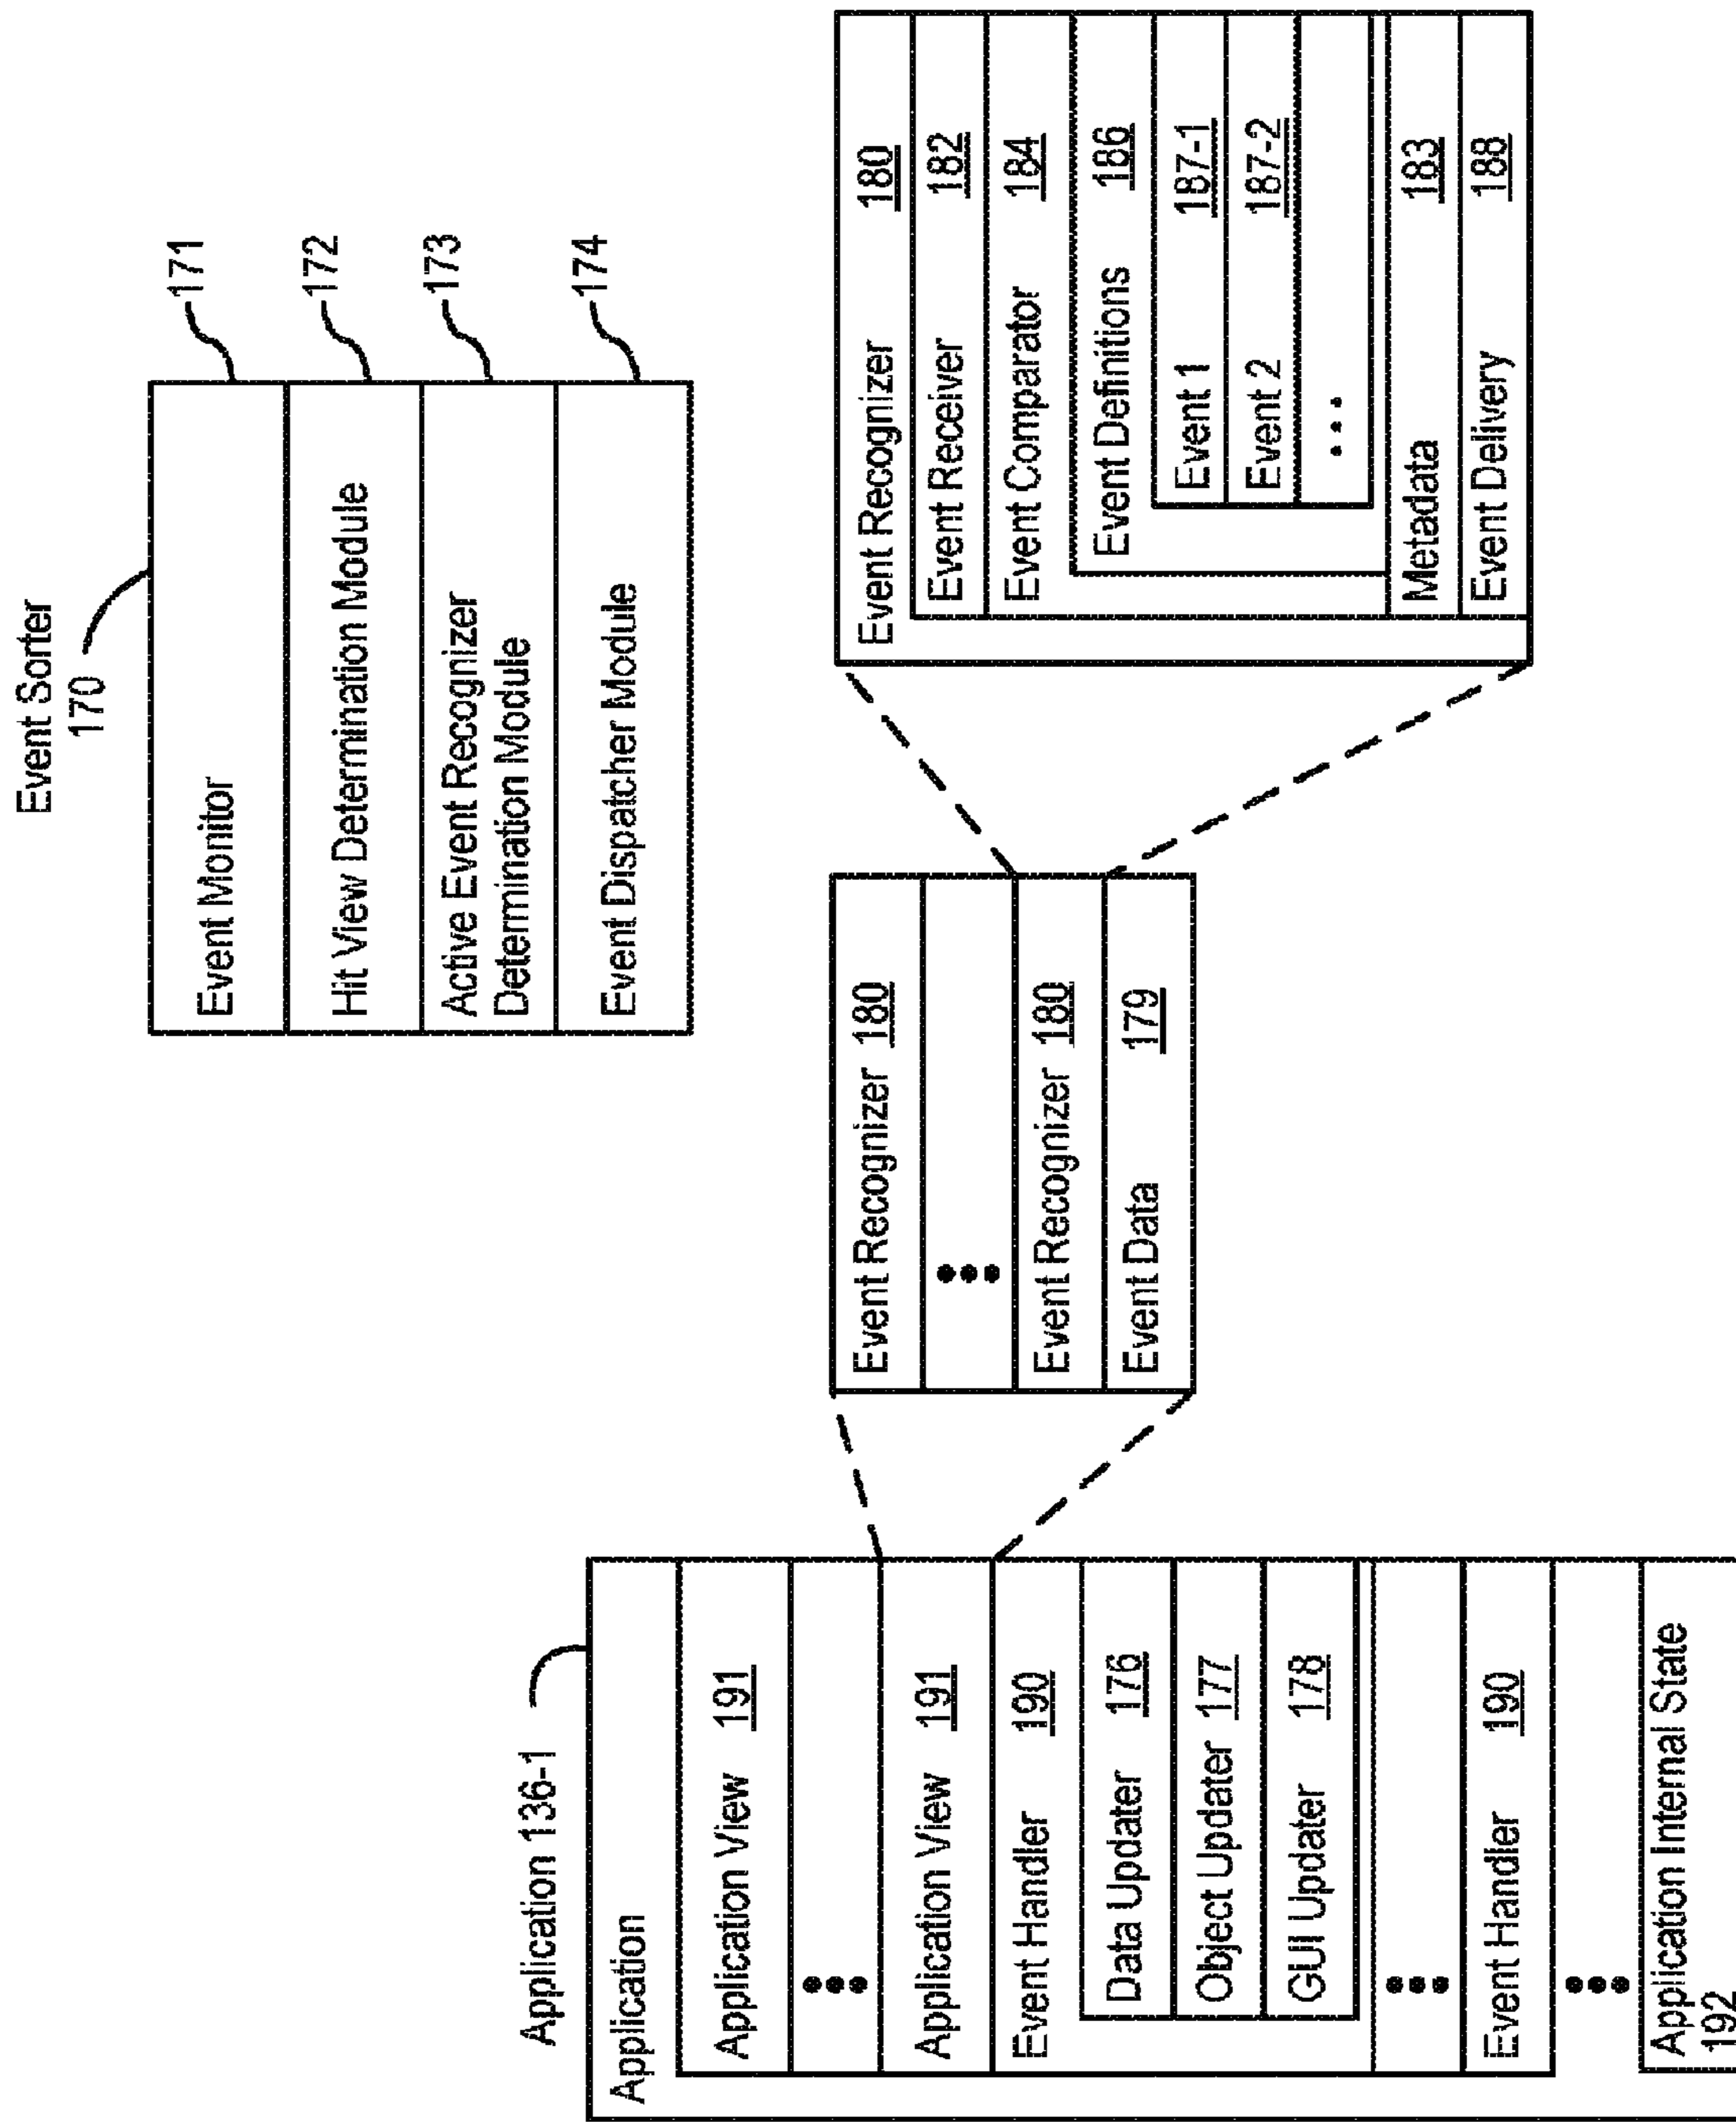 Event Sorter
170
Event Monitor
171
Hit View Determination Module
172
Active Event Recognizer
Determination Module
173
Event Dispatcher Module
174
Application 136-1
Application
Application View 191
Application View 191
Event Handler 190
Data Updater 176
Object Updater 177
GUI Updater 178
Event Handler 190
Application Internal State
192
Event Recognizer 180
Event Recognizer 180
Event Data 179
Event Recognizer 180
Event Receiver 182
Event Comparator 184
Event Definitions 186
Event 1 187-1
Event 2 187-2
Metadata 183
Event Delivery 188